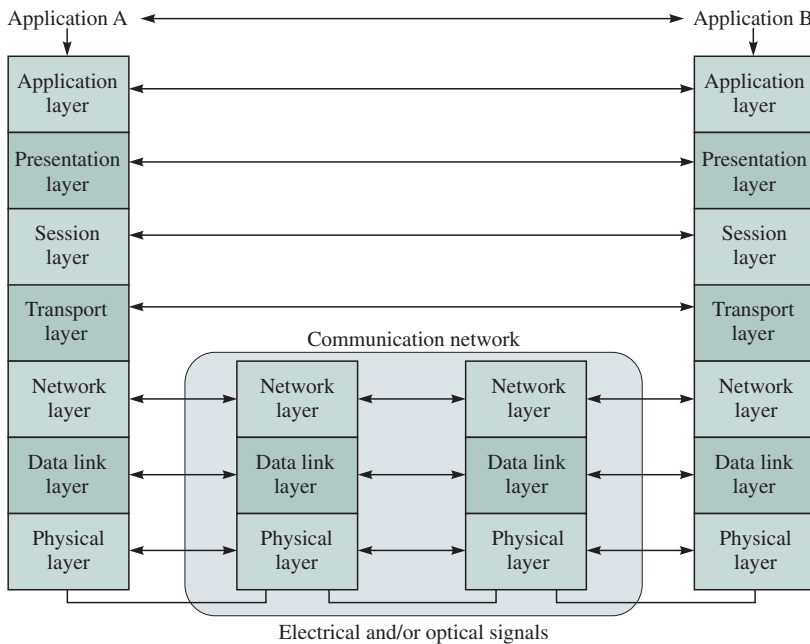 Application A
Application B
Application
layer
Application
layer
Presentation
layer
Presentation
layer
Session
layer
Session
layer
Transport
layer
Transport
layer
Communication network
Network
layer
Network
layer
Network
layer
Network
layer
Data link
layer
Data link
layer
Data link
layer
Data link
layer
Physical
layer
Physical
layer
Physical
layer
Physical
layer
Electrical and/or optical signals